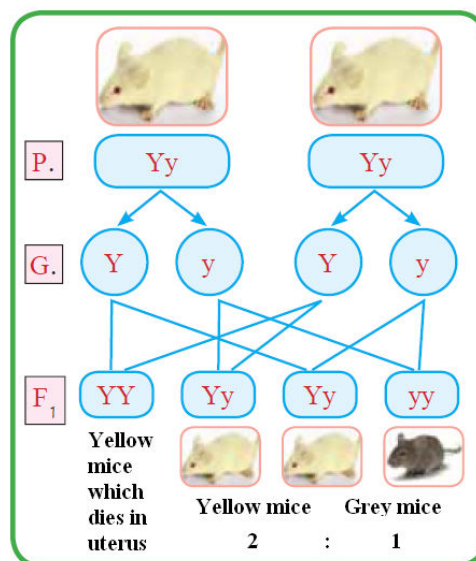 P. Yy Yy
G. Y y Y y
F1 YY Yy Yy yy
Yellow
mice
which
dies in
uterus
Yellow mice Grey mice
2 : 1